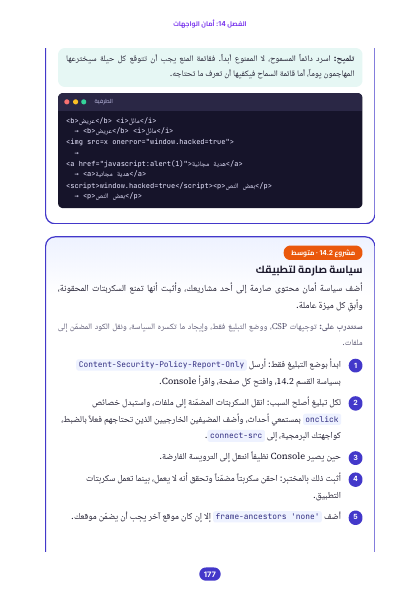 الفصل 14: أمان الواجهات
تلميح: اسرد دائماً المسموح، لا الممنوع أبداً. فقائمة المنع يجب أن تتوقع كل حيلة سيخترعها
المهاجمون يوماً، أما قائمة السماح فيكفيها أن تعرف ما تحتاجه.
الطرفية
<b>عريض</b> <i>مائل</i>
→ <b>عريض</b> <i>مائل</i>
<img src=x onerror="window.hacked=true">
→
<a href="javascript:alert(1)">هدية مجانية</a>
→ <a>هدية مجانية</a>
<script>window.hacked=true</script><p>بعض النص</p>
→ <p>بعض النص</p>
مشروع 14.2 · متوسط
سياسة صارمة لتطبيقك
أضف سياسة أمان محتوى صارمة إلى أحد مشاريعك، وأثبت أنها تمنع السكربتات المحقونة،
وأبقِ كل ميزة عاملة.
ستتدرب على: توجيهات CSP، ووضع التبليغ فقط، وإيجاد ما تكسره السياسة، ونقل الكود المضمّن إلى
ملفات.
1 ابدأ بوضع التبليغ فقط: أرسل Content-Security-Policy-Report-Only
بسياسة القسم 14.2، وافتح كل صفحة، واقرأ Console.
2 لكل تبليغ أصلح السبب: انقل السكربتات المضمّنة إلى ملفات، واستبدل خصائص
onclick بمستمعي أحداث، وأضف المضيفين الخارجيين الذين تحتاجهم فعلاً بالضبط،
كواجهتك البرمجية، إلى connect-src .
3 حين يصير Console نظيفاً انتقل إلى الترويسة الفارضة.
4 أثبت ذلك بالمختبر: احقن سكربتاً مضمّناً وتحقق أنه لا يعمل، بينما تعمل سكربتات
التطبيق.
5 أضف frame-ancestors 'none' إلا إن كان موقع آخر يجب أن يضمّن موقعك.
177